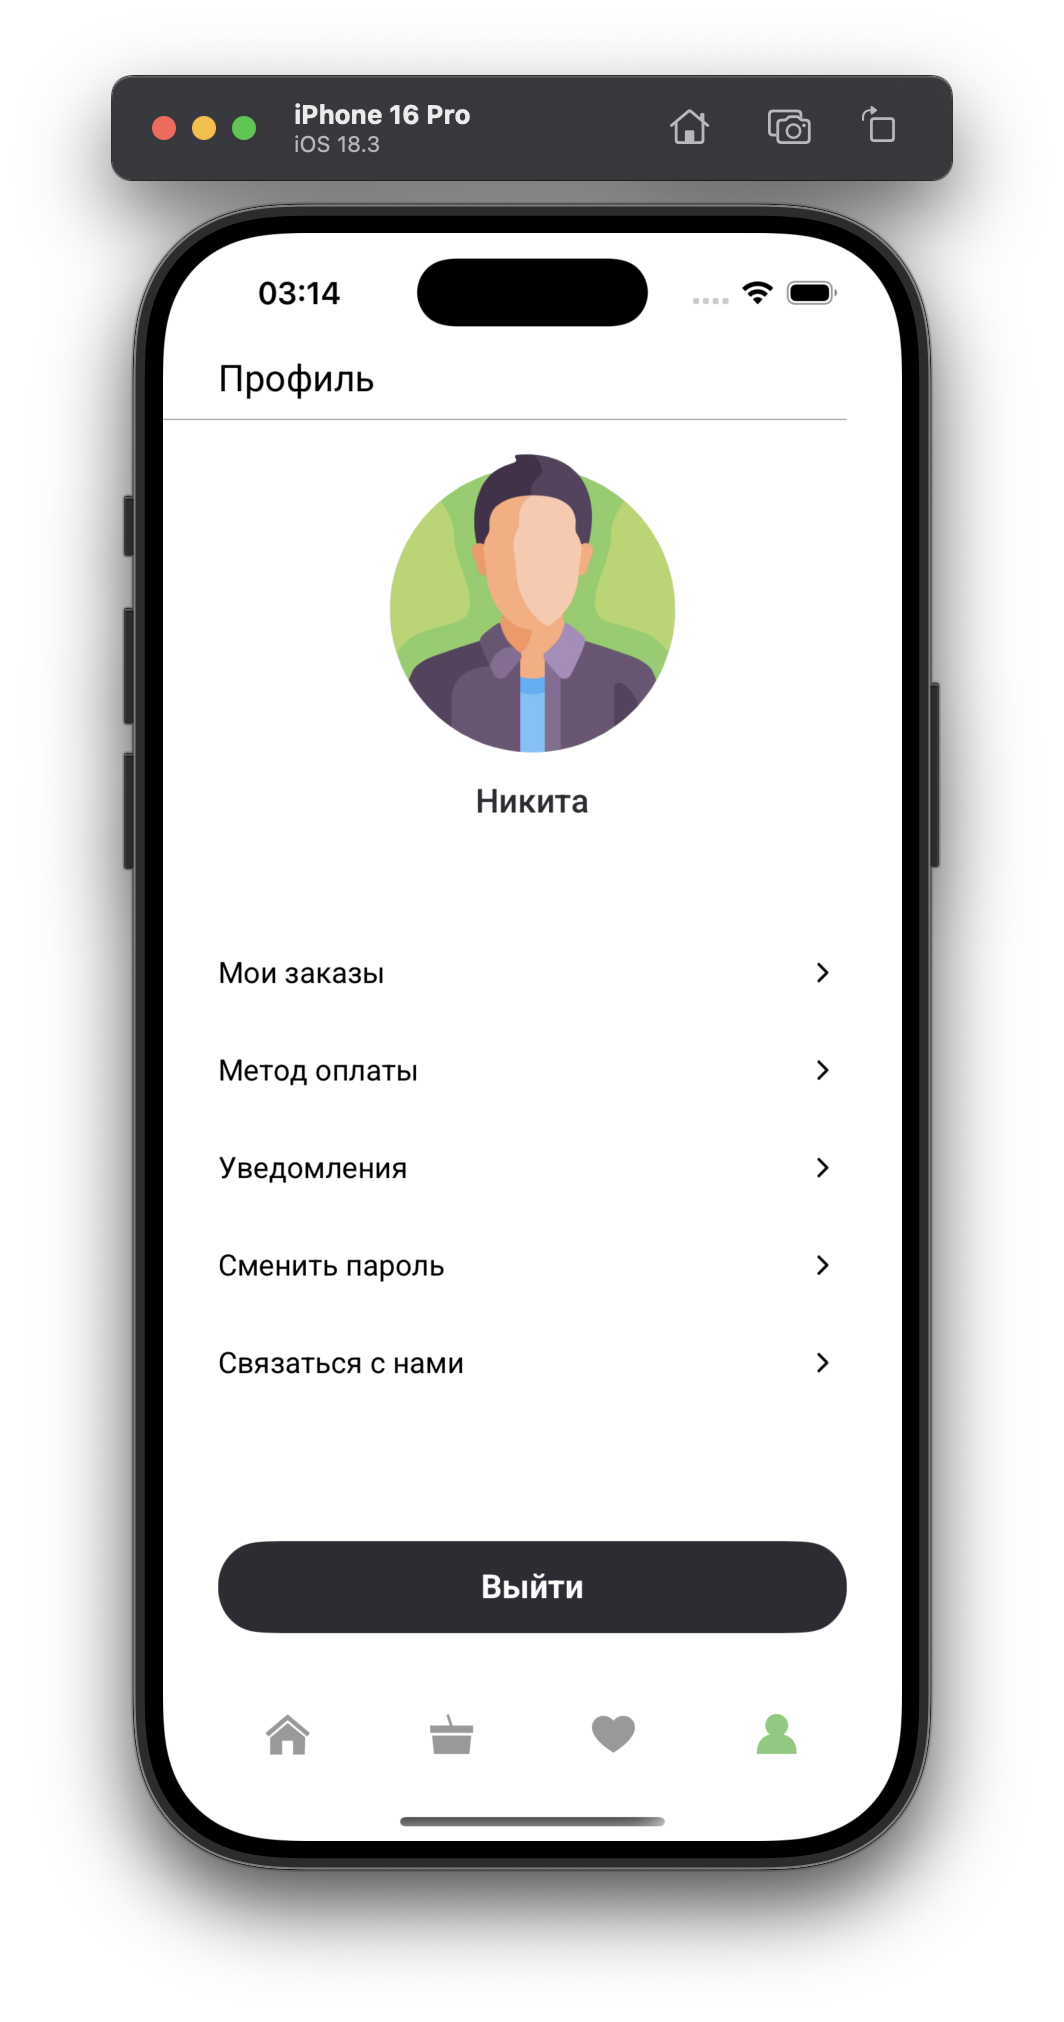 iPhone 16 Pro
iOS 18.3
03:14
Профиль
Никита
Мои заказы
Метод оплаты
Уведомления
Сменить пароль
Связаться с нами
Выйти